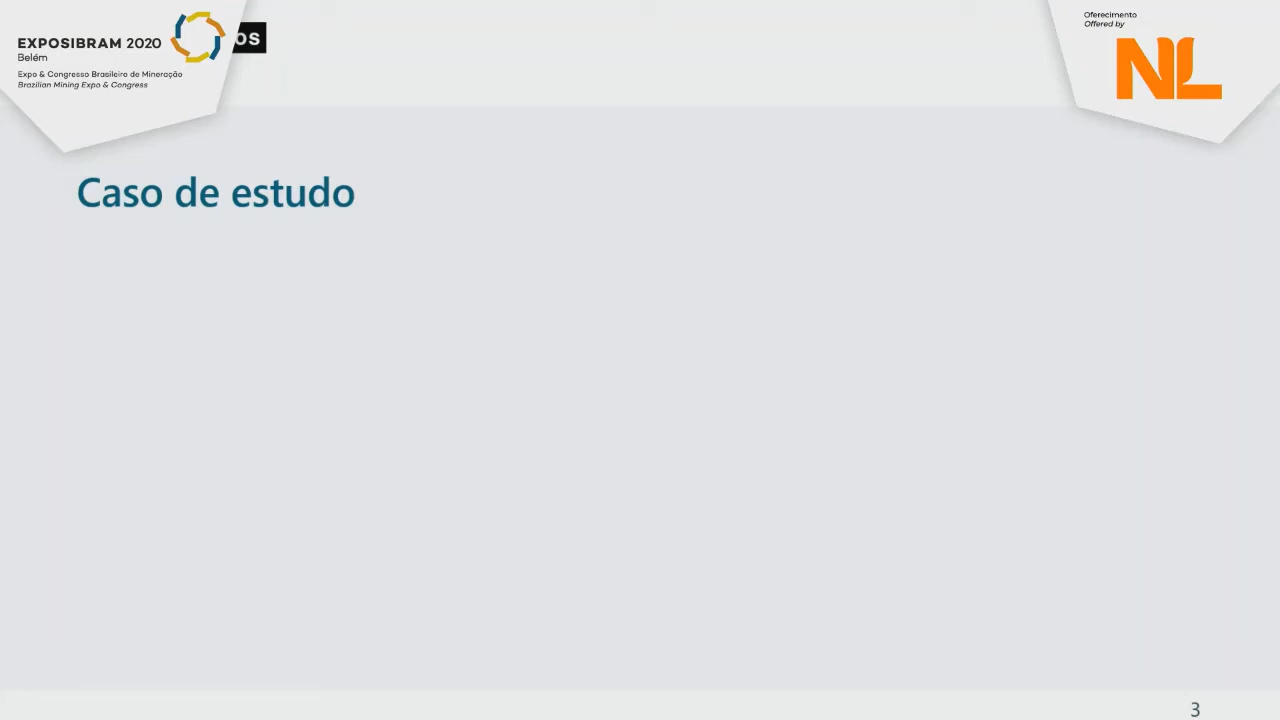 EXPOSIBRAM 2020
Belém
Expo & Congresso Brasileiro de Mineração
Brazilian Mining Expo & Congress
Oferecimento
Offered by
NL
Caso de estudo
3